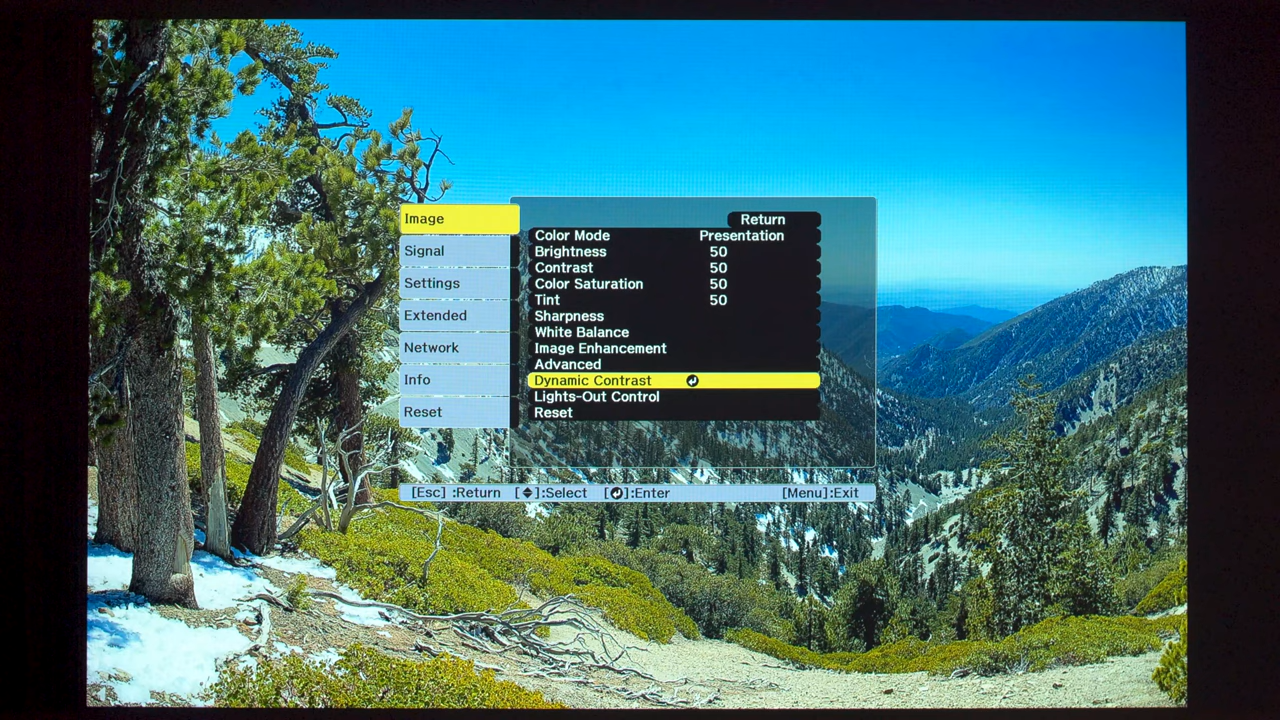 Image
Signal
Settings
Extended
Network
Info
Reset
Return
Color Mode Presentation
Brightness 50
Contrast 50
Color Saturation 50
Tint 50
Sharpness
White Balance
Image Enhancement
Advanced
Dynamic Contrast
Lights-Out Control
Reset
[Esc] :Return [ ]:Select [ ]:Enter [Menu]:Exit